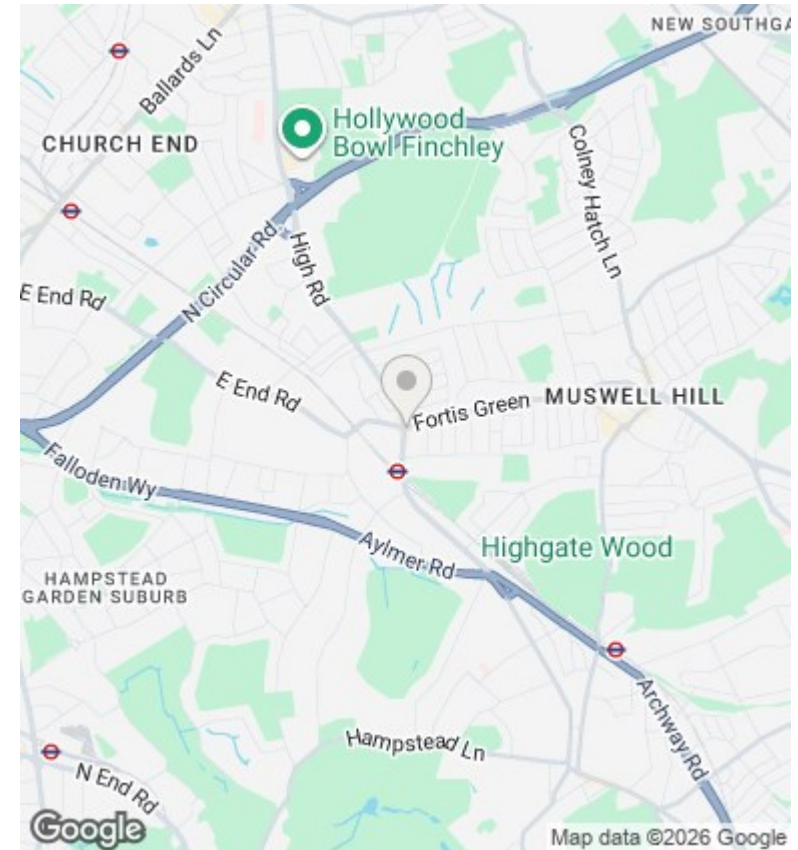 NEW SOUTHGA
Ballards Ln
CHURCH END
Hollywood
Bowl Finchley
Colney Hatch Ln
N Circular Rd
High Rd
E End Rd
E End Rd
Fortis Green
MUSWELL HILL
Falloden Wy
Aylmer Rd
Highgate Wood
HAMPSTEAD
GARDEN SUBURB
Archway Rd
Hampstead Ln
N End Rd
Google
Map data ©2026 Google